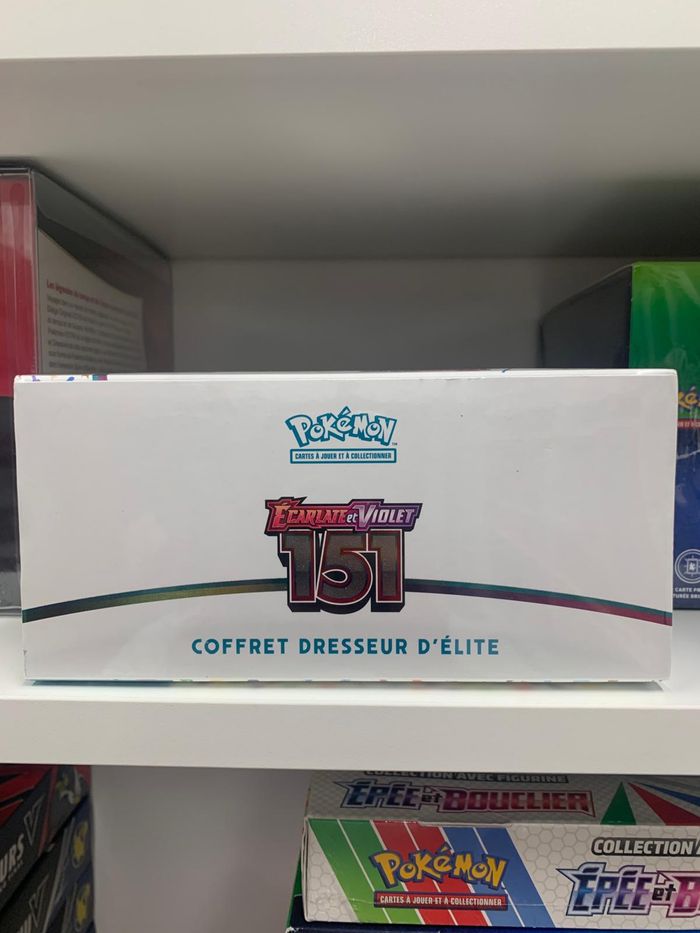 Pokémon
CARTES À JOUER ET À COLLECTIONNER
ÉCARLATE et VIOLET
151
COFFRET DRESSEUR D'ÉLITE
COLLECTION AVEC FIGURINE
ÉPÉE et BOUCLIER
Pokémon
CARTES À JOUER ET À COLLECTIONNER
COLLECTION
ÉPÉE et B
URS